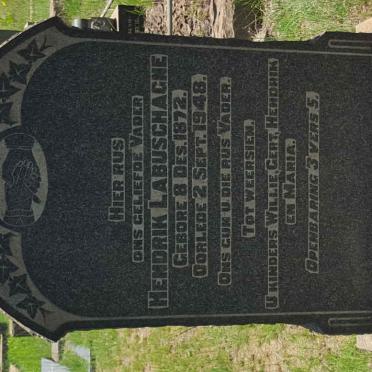 HIER RUS
ONS GELIEFDE VADER
HENDRIK LABUSCHAGNE
GEBOR: 8 DES. 1872.
OORLEDE 2 SEPT. 1948.
ONS GUN U DIE RUS VADER.
TOT WEERSIEN.
U KINDERS WILLIE, GERT, HENDRIK
EN MARIA.
OPENBARING 3 VERS 5.